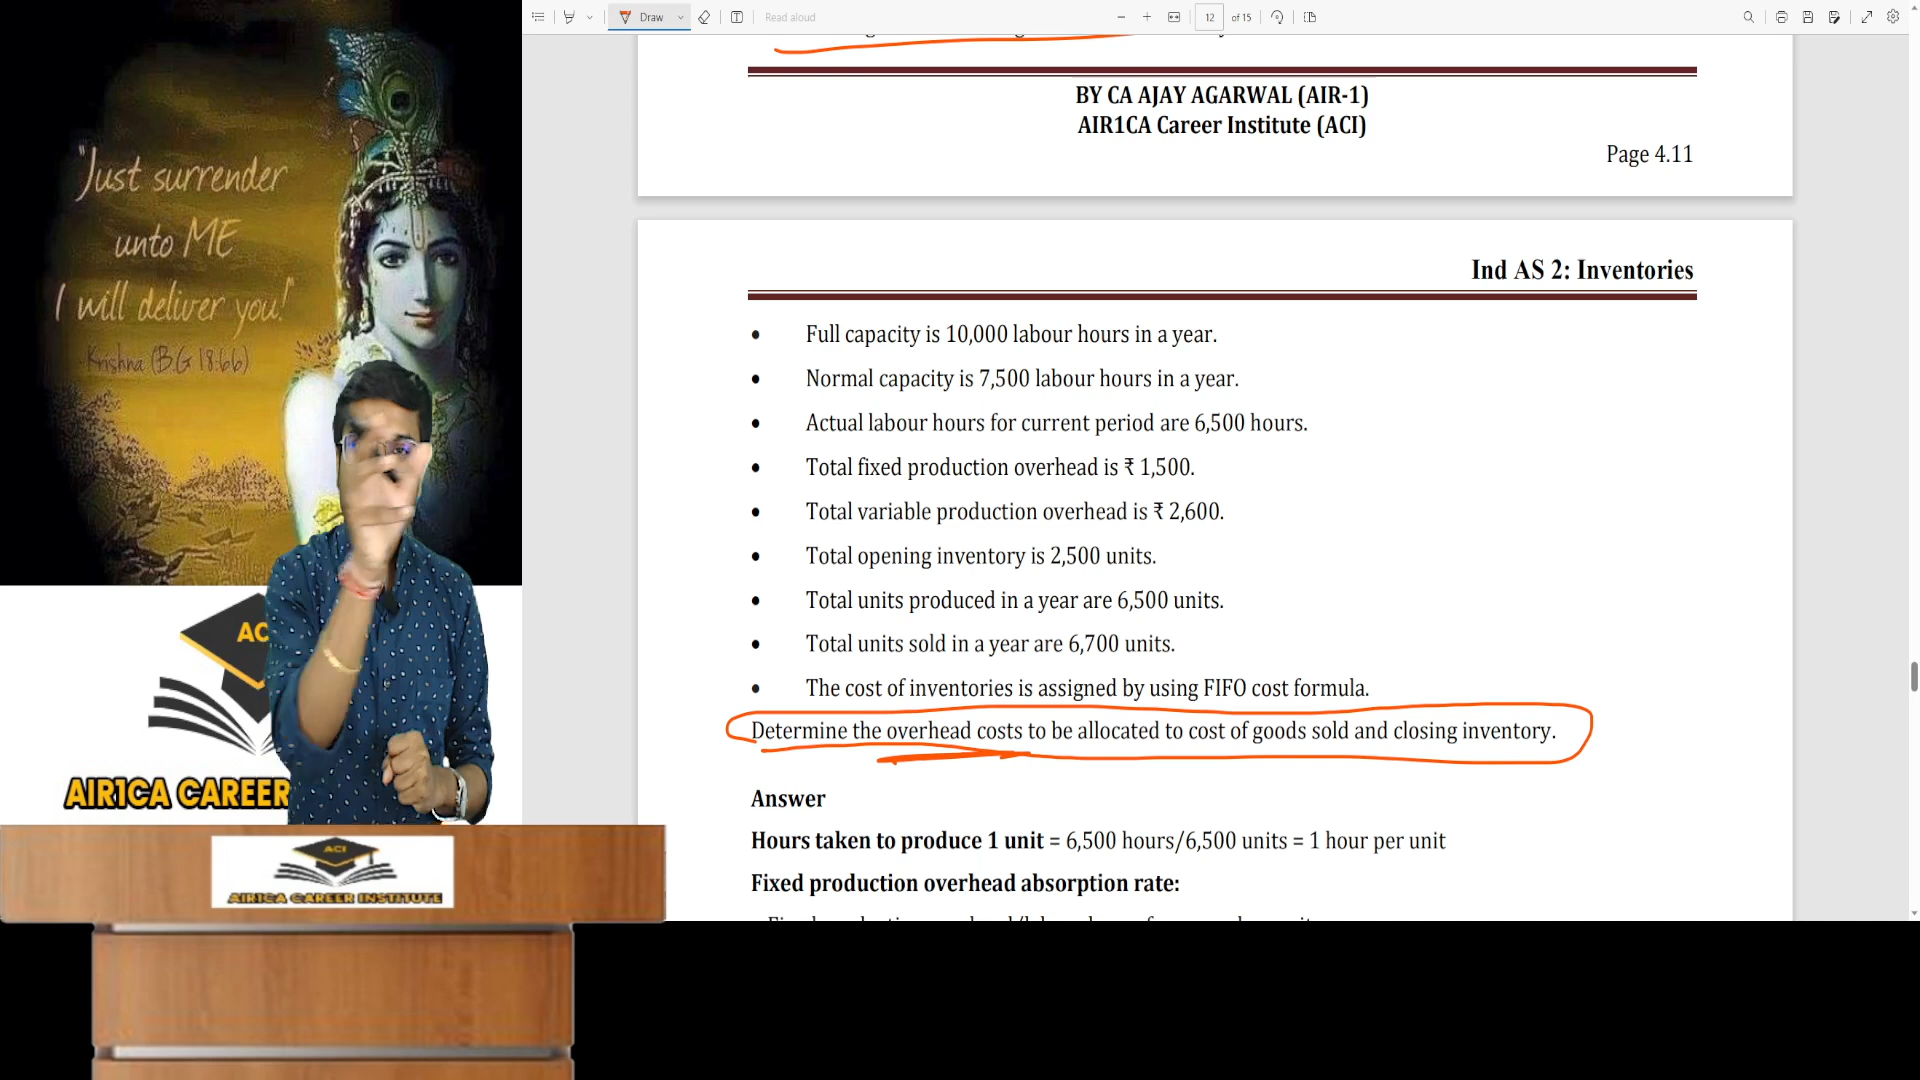 "Just surrender
unto ME
I will deliver you!"
Krishna (B.G 18:66)
AC
AIR1CA CAREER
ACI
AIR1CA CAREER INSTITUTE
Draw
Read aloud
12
of 15
BY CA AJAY AGARWAL (AIR-1)
AIR1CA Career Institute (ACI)
Page 4.11
Ind AS 2: Inventories
• Full capacity is 10,000 labour hours in a year.
• Normal capacity is 7,500 labour hours in a year.
• Actual labour hours for current period are 6,500 hours.
• Total fixed production overhead is ₹ 1,500.
• Total variable production overhead is ₹ 2,600.
• Total opening inventory is 2,500 units.
• Total units produced in a year are 6,500 units.
• Total units sold in a year are 6,700 units.
• The cost of inventories is assigned by using FIFO cost formula.
Determine the overhead costs to be allocated to cost of goods sold and closing inventory.
Answer
Hours taken to produce 1 unit = 6,500 hours/6,500 units = 1 hour per unit
Fixed production overhead absorption rate: